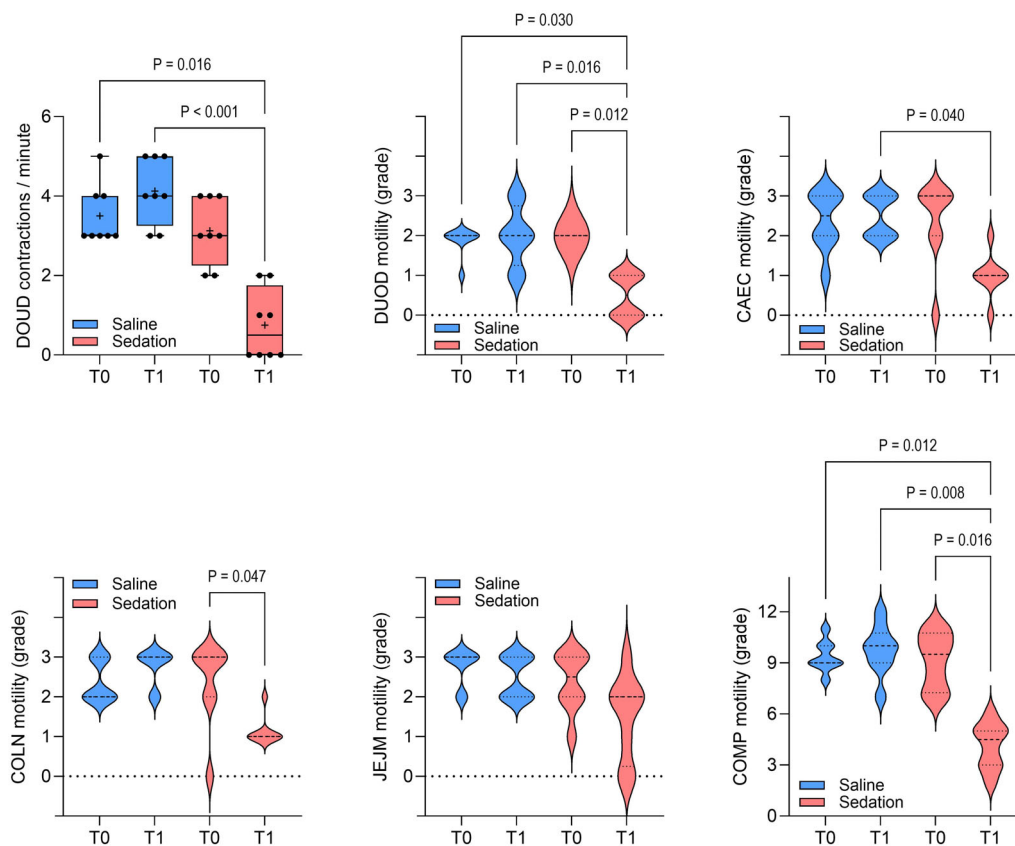 P = 0.016
P < 0.001
DOUD contractions / minute
6
4
2
0
Saline
Sedation
T0 T1 T0 T1
P = 0.030
P = 0.016
P = 0.012
DUOD motility (grade)
3
2
1
0
Saline
Sedation
T0 T1 T0 T1
P = 0.040
CAEC motility (grade)
3
2
1
0
Saline
Sedation
T0 T1 T0 T1
Saline
Sedation
P = 0.047
COLN motility (grade)
3
2
1
0
T0 T1 T0 T1
Saline
Sedation
JEJM motility (grade)
3
2
1
0
T0 T1 T0 T1
P = 0.012
P = 0.008
P = 0.016
COMP motility (grade)
12
9
6
3
0
Saline
Sedation
T0 T1 T0 T1